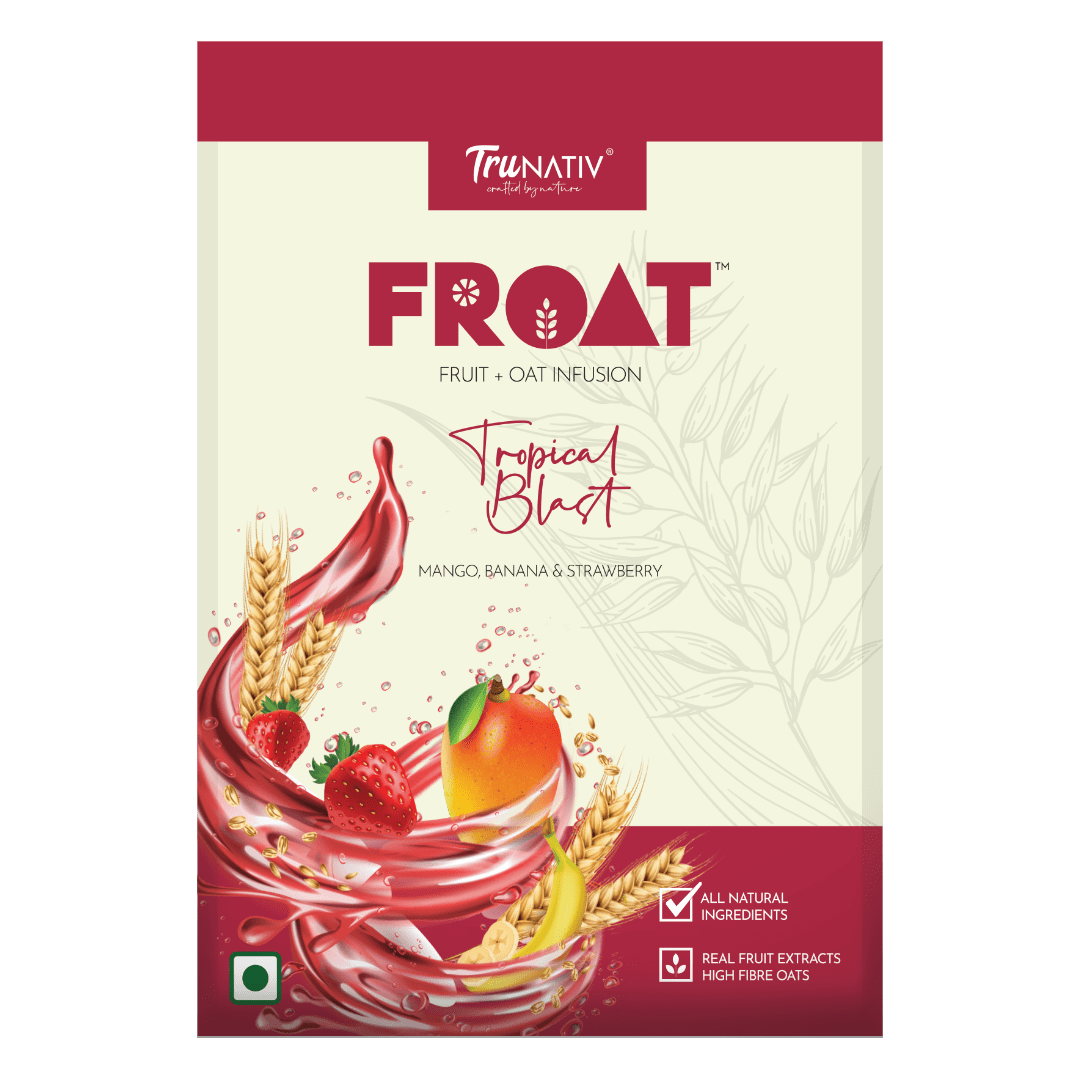 TruNATIV®
crafted by nature
FROAT™
FRUIT + OAT INFUSION
Tropical
Blast
MANGO, BANANA & STRAWBERRY
ALL NATURAL
INGREDIENTS
REAL FRUIT EXTRACTS
HIGH FIBRE OATS